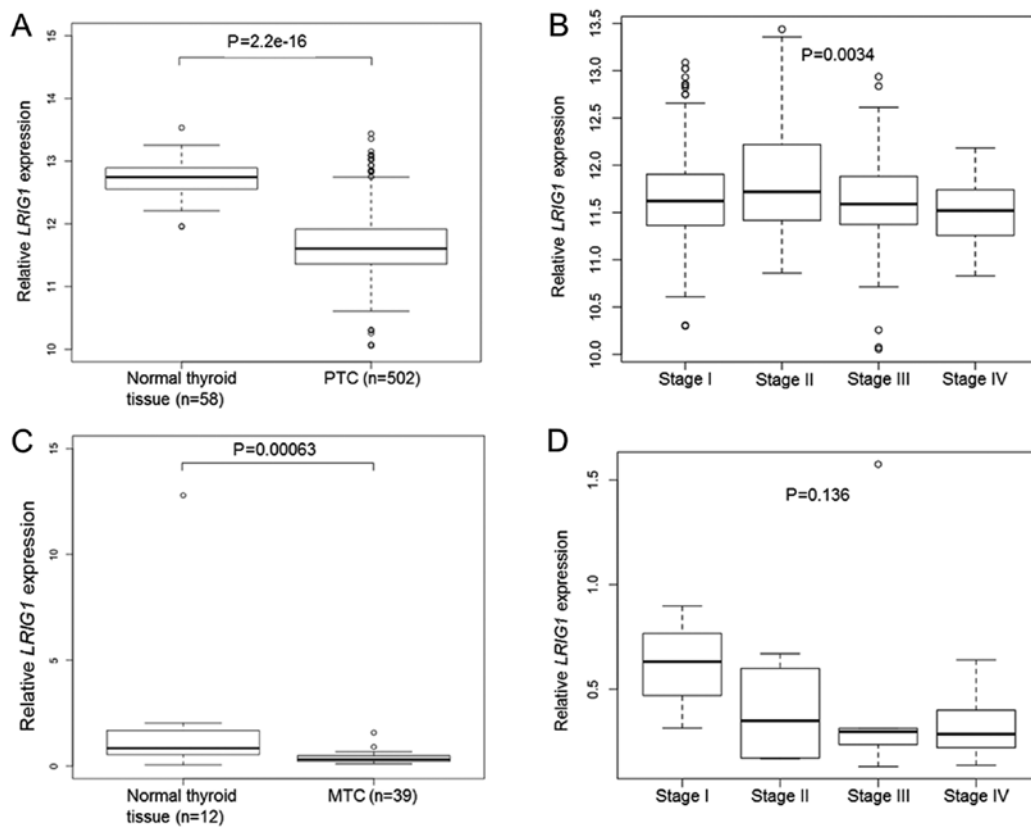 A
P=2.2e-16
Relative LRIG1 expression
15
14
13
12
11
10
Normal thyroid
tissue (n=58)
PTC (n=502)
B
P=0.0034
Relative LRIG1 expression
13.5
13.0
12.5
12.0
11.5
11.0
10.5
10.0
Stage I
Stage II
Stage III
Stage IV
C
P=0.00063
Relative LRIG1 expression
15
10
5
0
Normal thyroid
tissue (n=12)
MTC (n=39)
D
P=0.136
Relative LRIG1 expression
1.5
1.0
0.5
Stage I
Stage II
Stage III
Stage IV